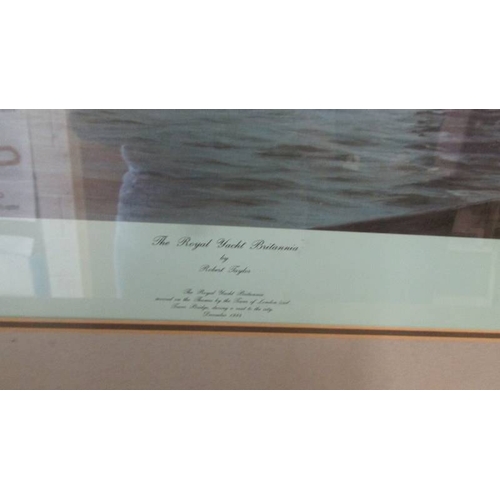 The Royal Yacht Britannia
by
Robert Taylor
The Royal Yacht Britannia
moored on the Thames by the Tower of London and
Tower Bridge, during a visit to the city.
December